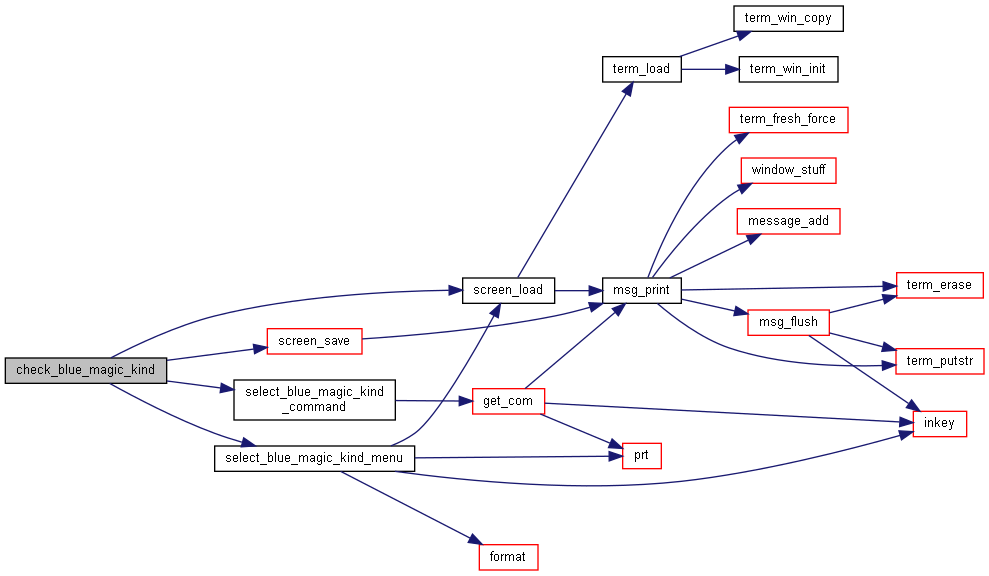 term_win_copy
term_load
term_win_init
term_fresh_force
window_stuff
message_add
screen_load
msg_print
term_erase
msg_flush
screen_save
term_putstr
check_blue_magic_kind
select_blue_magic_kind
_command
get_com
inkey
select_blue_magic_kind_menu
prt
format